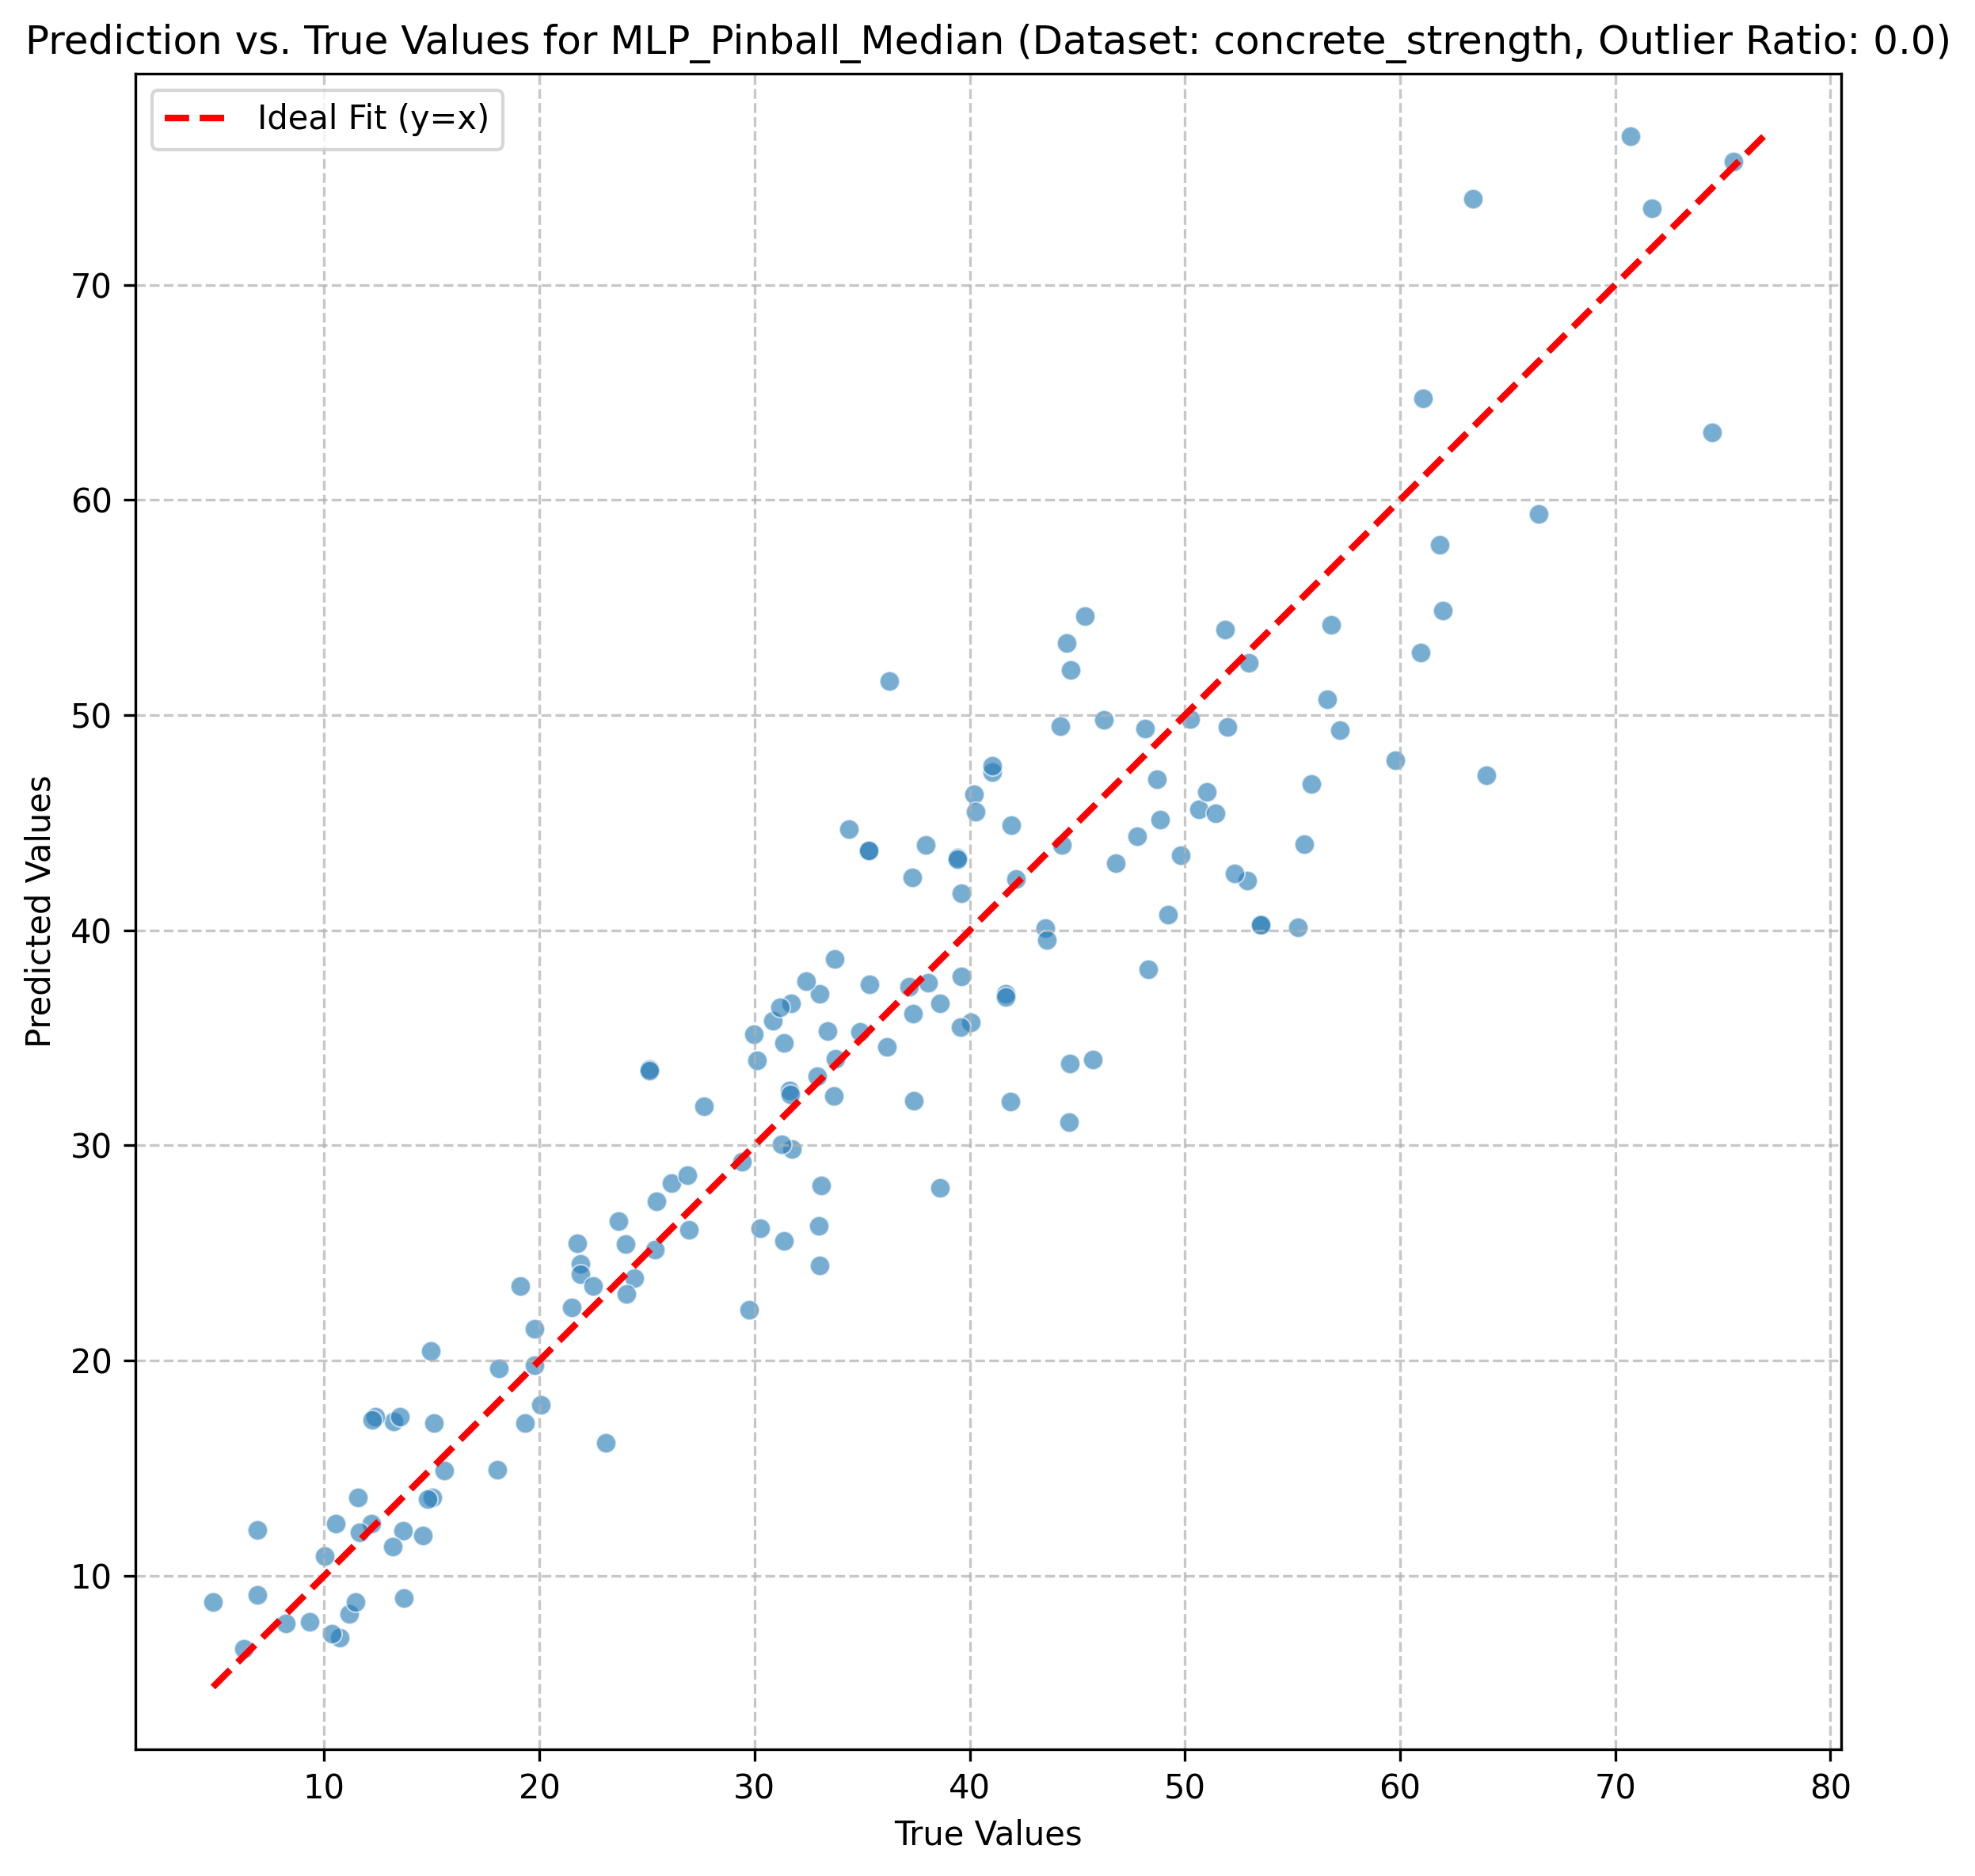 Prediction vs. True Values for MLP_Pinball_Median (Dataset: concrete_strength, Outlier Ratio: 0.0)
Ideal Fit (y=x)
Predicted Values
70
60
50
40
30
20
10
10 20 30 40 50 60 70 80
True Values